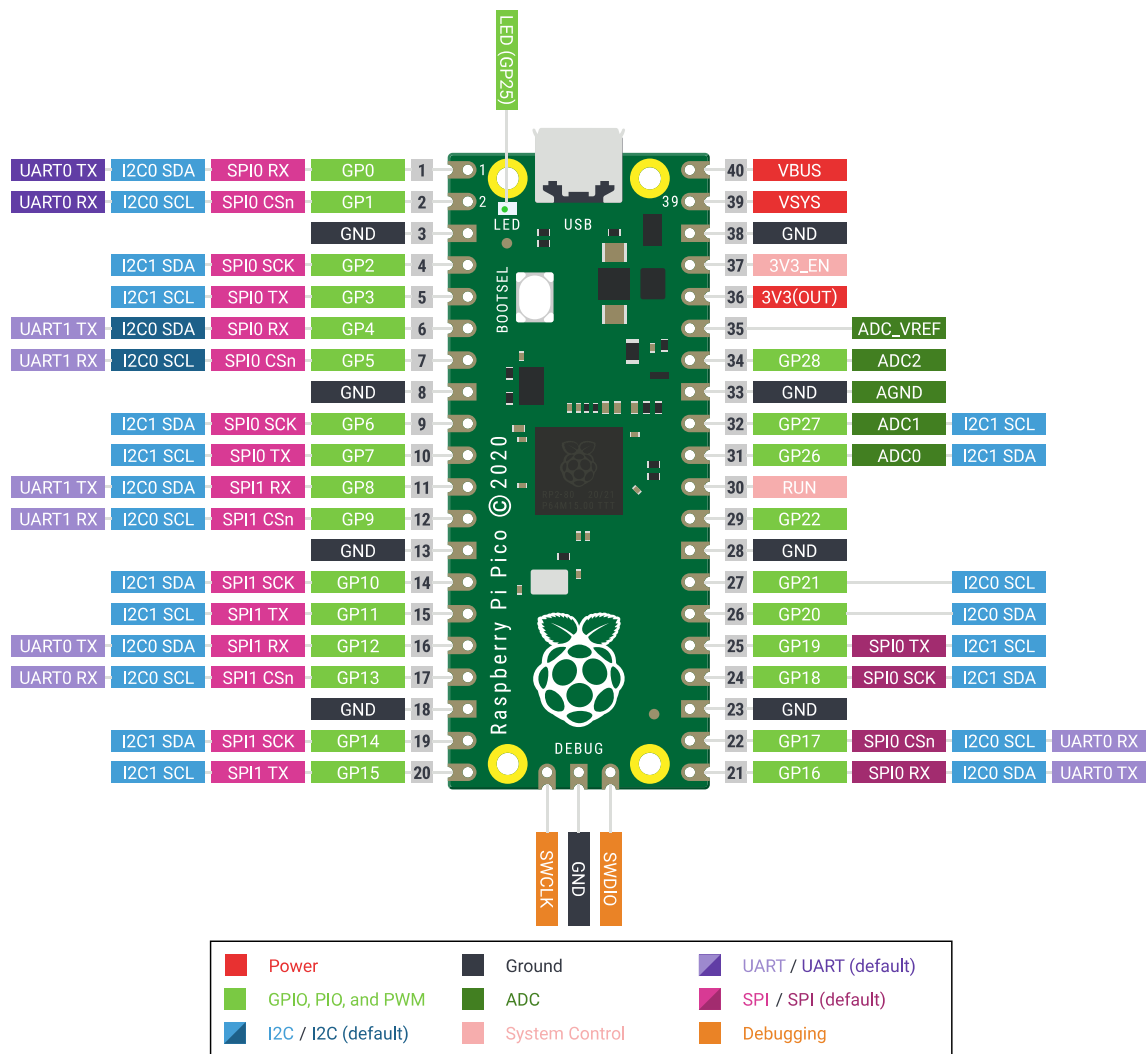 LED (GP25)
UART0 TX I2C0 SDA SPI0 RX GP0 1 1 40 VBUS
UART0 RX I2C0 SCL SPI0 CSn GP1 2 2 39 39 VSYS
LED USB
GND 3 38 GND
I2C1 SDA SPI0 SCK GP2 4 37 3V3_EN
I2C1 SCL SPI0 TX GP3 5 BOOTSEL 36 3V3(OUT)
UART1 TX I2C0 SDA SPI0 RX GP4 6 35 ADC_VREF
UART1 RX I2C0 SCL SPI0 CSn GP5 7 34 GP28 ADC2
GND 8 33 GND AGND
I2C1 SDA SPI0 SCK GP6 9 32 GP27 ADC1 I2C1 SCL
I2C1 SCL SPI0 TX GP7 10 31 GP26 ADC0 I2C1 SDA
UART1 TX I2C0 SDA SPI1 RX GP8 11 30 RUN
UART1 RX I2C0 SCL SPI1 CSn GP9 12 29 GP22
GND 13 28 GND
I2C1 SDA SPI1 SCK GP10 14 27 GP21 I2C0 SCL
I2C1 SCL SPI1 TX GP11 15 26 GP20 I2C0 SDA
UART0 TX I2C0 SDA SPI1 RX GP12 16 25 GP19 SPI0 TX I2C1 SCL
UART0 RX I2C0 SCL SPI1 CSn GP13 17 24 GP18 SPI0 SCK I2C1 SDA
GND 18 23 GND
I2C1 SDA SPI1 SCK GP14 19 22 GP17 SPI0 CSn I2C0 SCL UART0 RX
I2C1 SCL SPI1 TX GP15 20 21 GP16 SPI0 RX I2C0 SDA UART0 TX
Raspberry Pi Pico © 2020
DEBUG
SWCLK GND SWDIO
Power Ground UART / UART (default)
GPIO, PIO, and PWM ADC SPI / SPI (default)
I2C / I2C (default) System Control Debugging